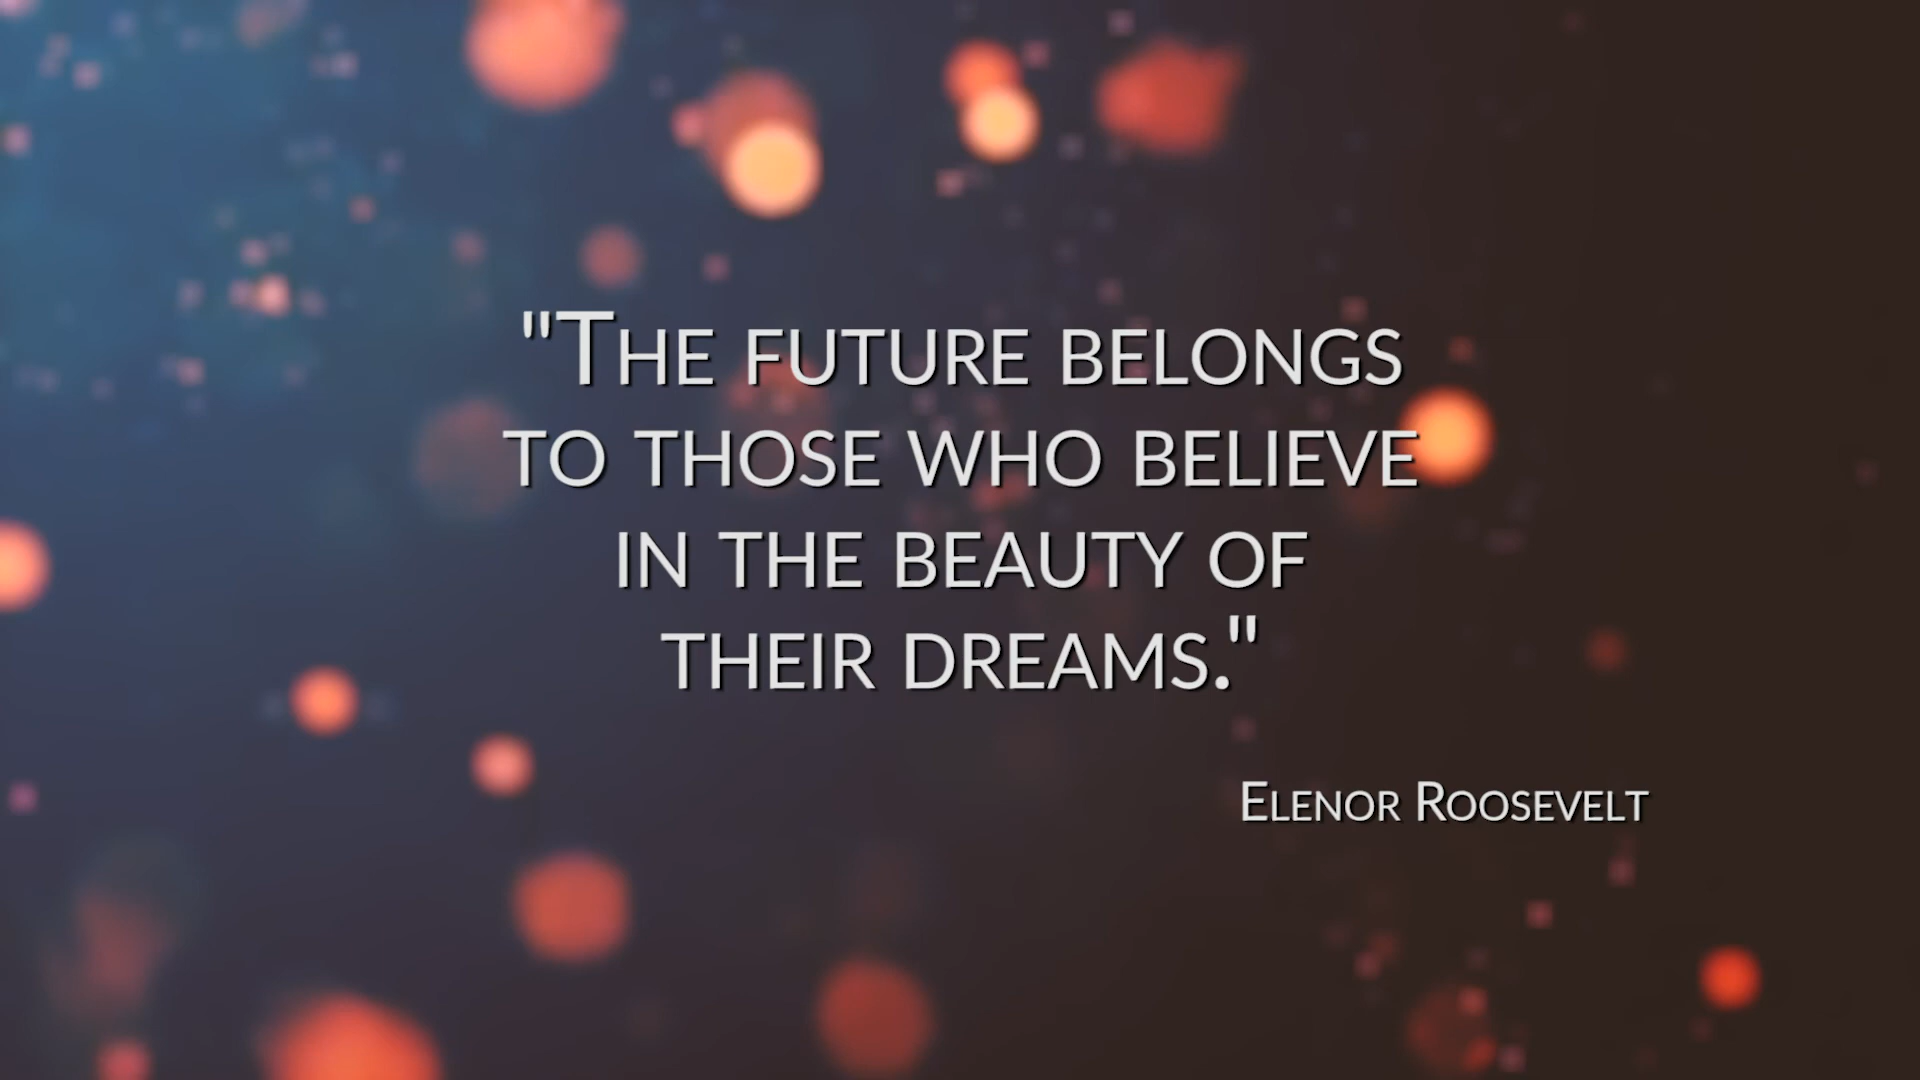 "The future belongs
to those who believe
in the beauty of
their dreams."
Elenor Roosevelt